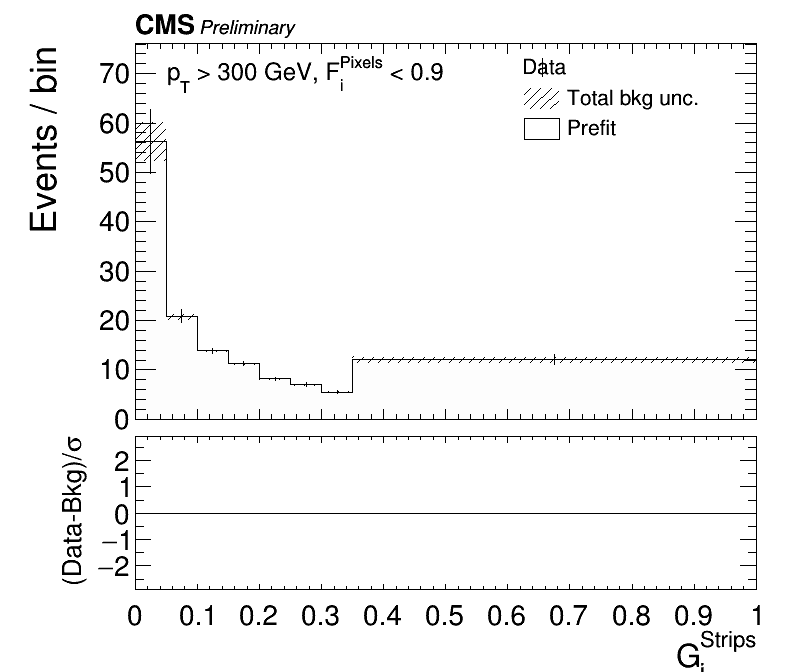 CMS Preliminary
p_T > 300 GeV, F_i^Pixels < 0.9
Data
Total bkg unc.
Prefit
Events / bin
70
60
50
40
30
20
10
0
(Data-Bkg)/σ
2
1
0
−1
−2
0 0.1 0.2 0.3 0.4 0.5 0.6 0.7 0.8 0.9 1
G_i^Strips